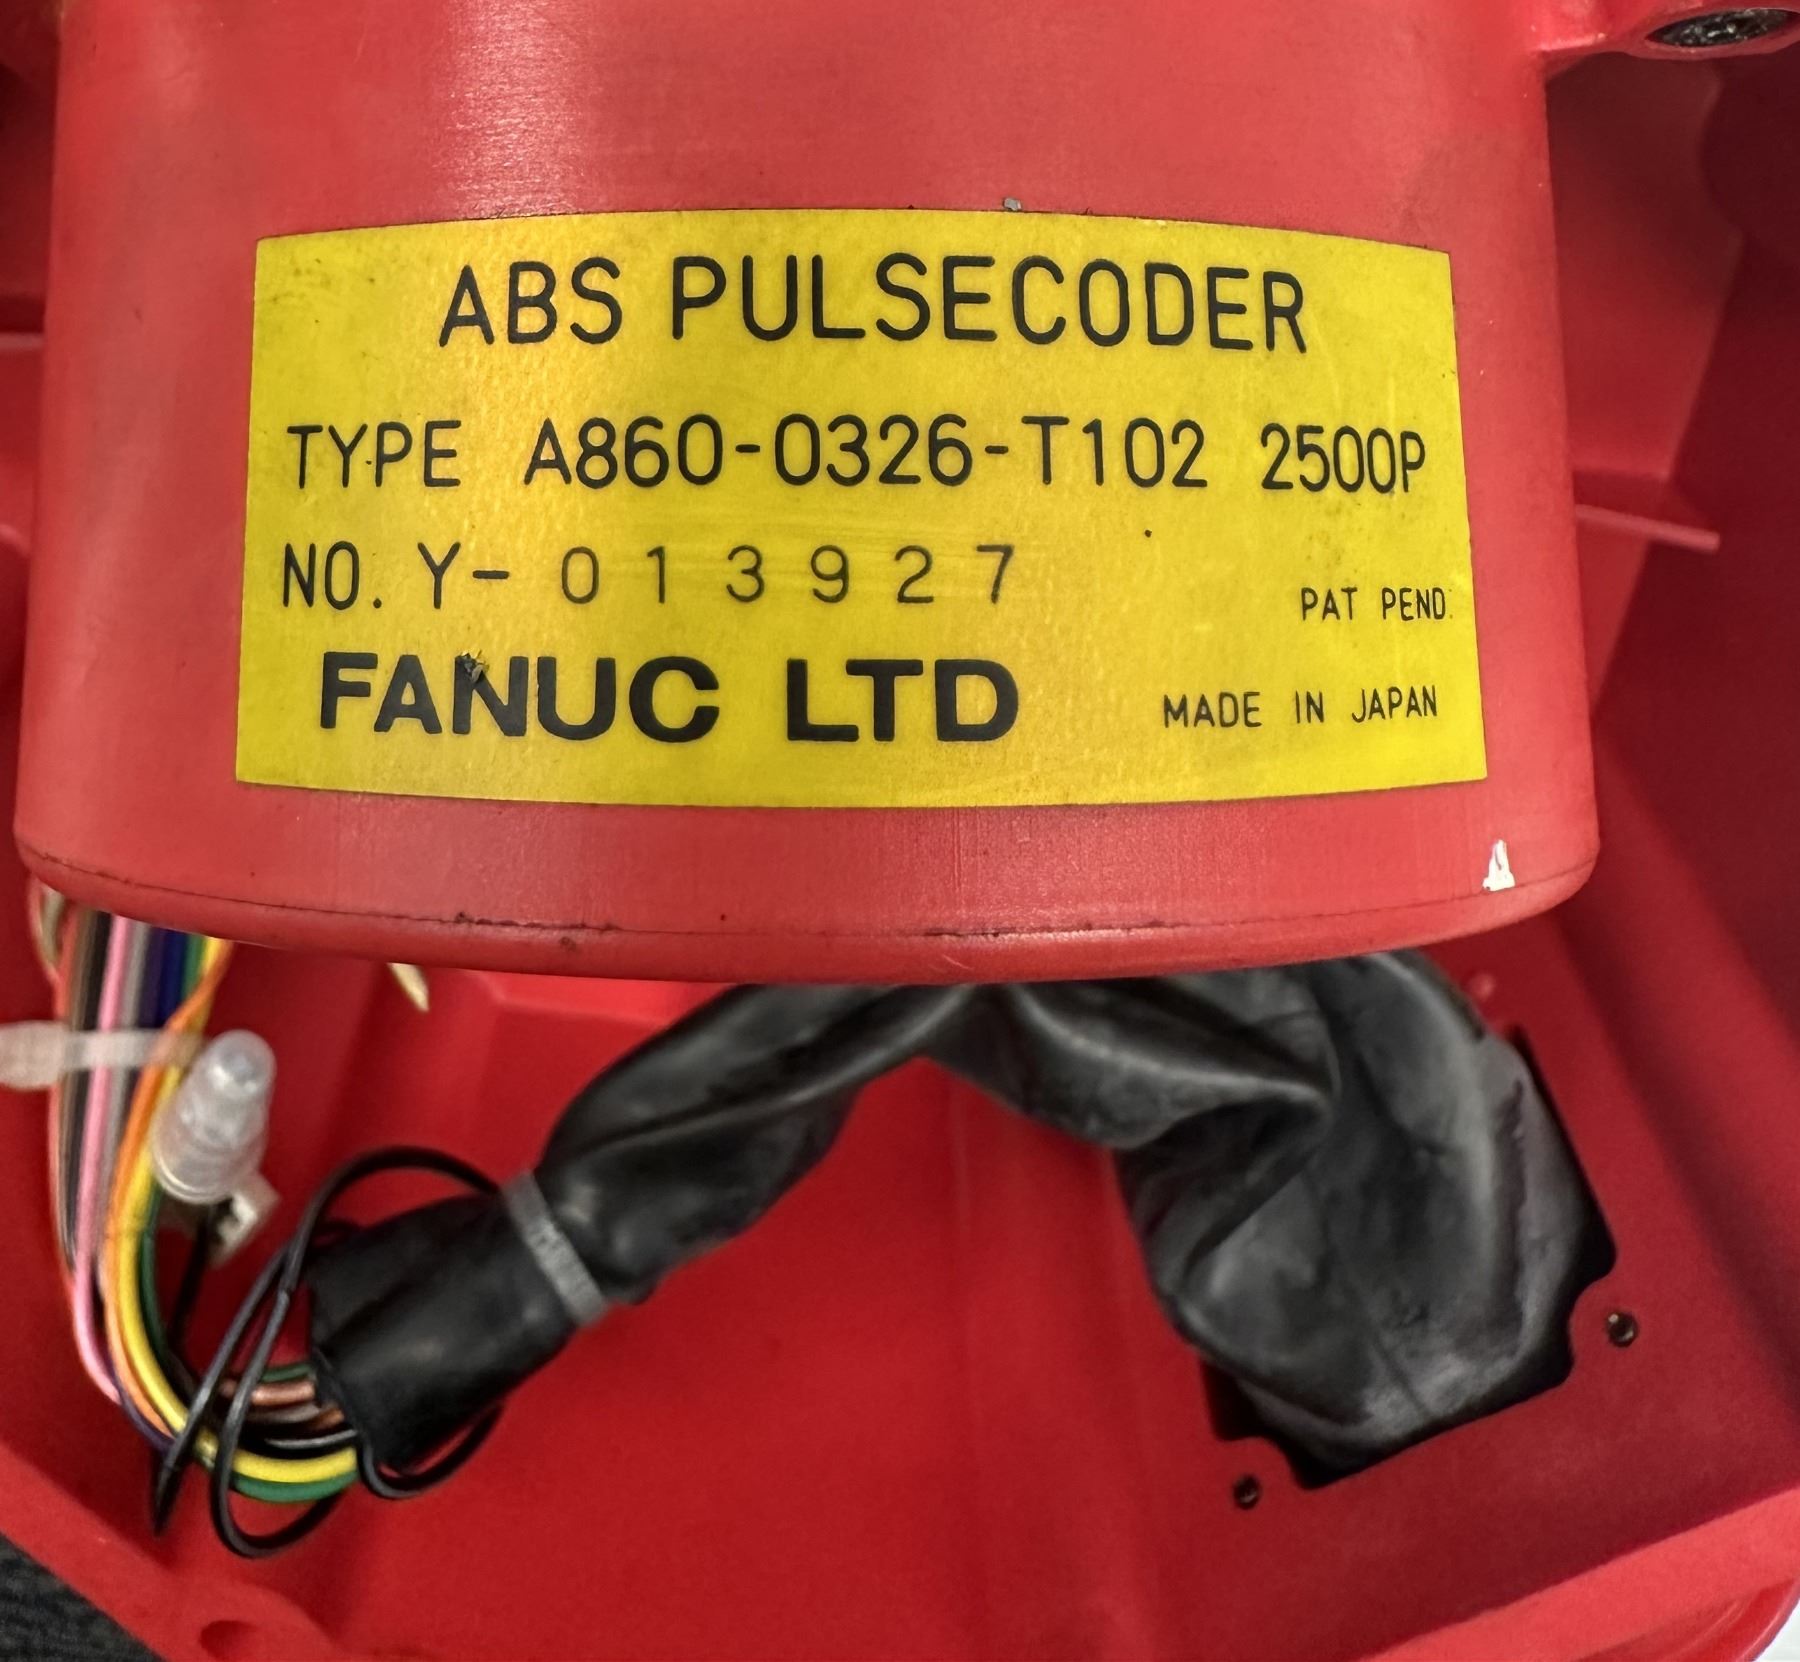 ABS PULSECODER
TYPE A860-0326-T102 2500P
NO. Y- 013927
PAT PEND.
FANUC LTD
MADE IN JAPAN